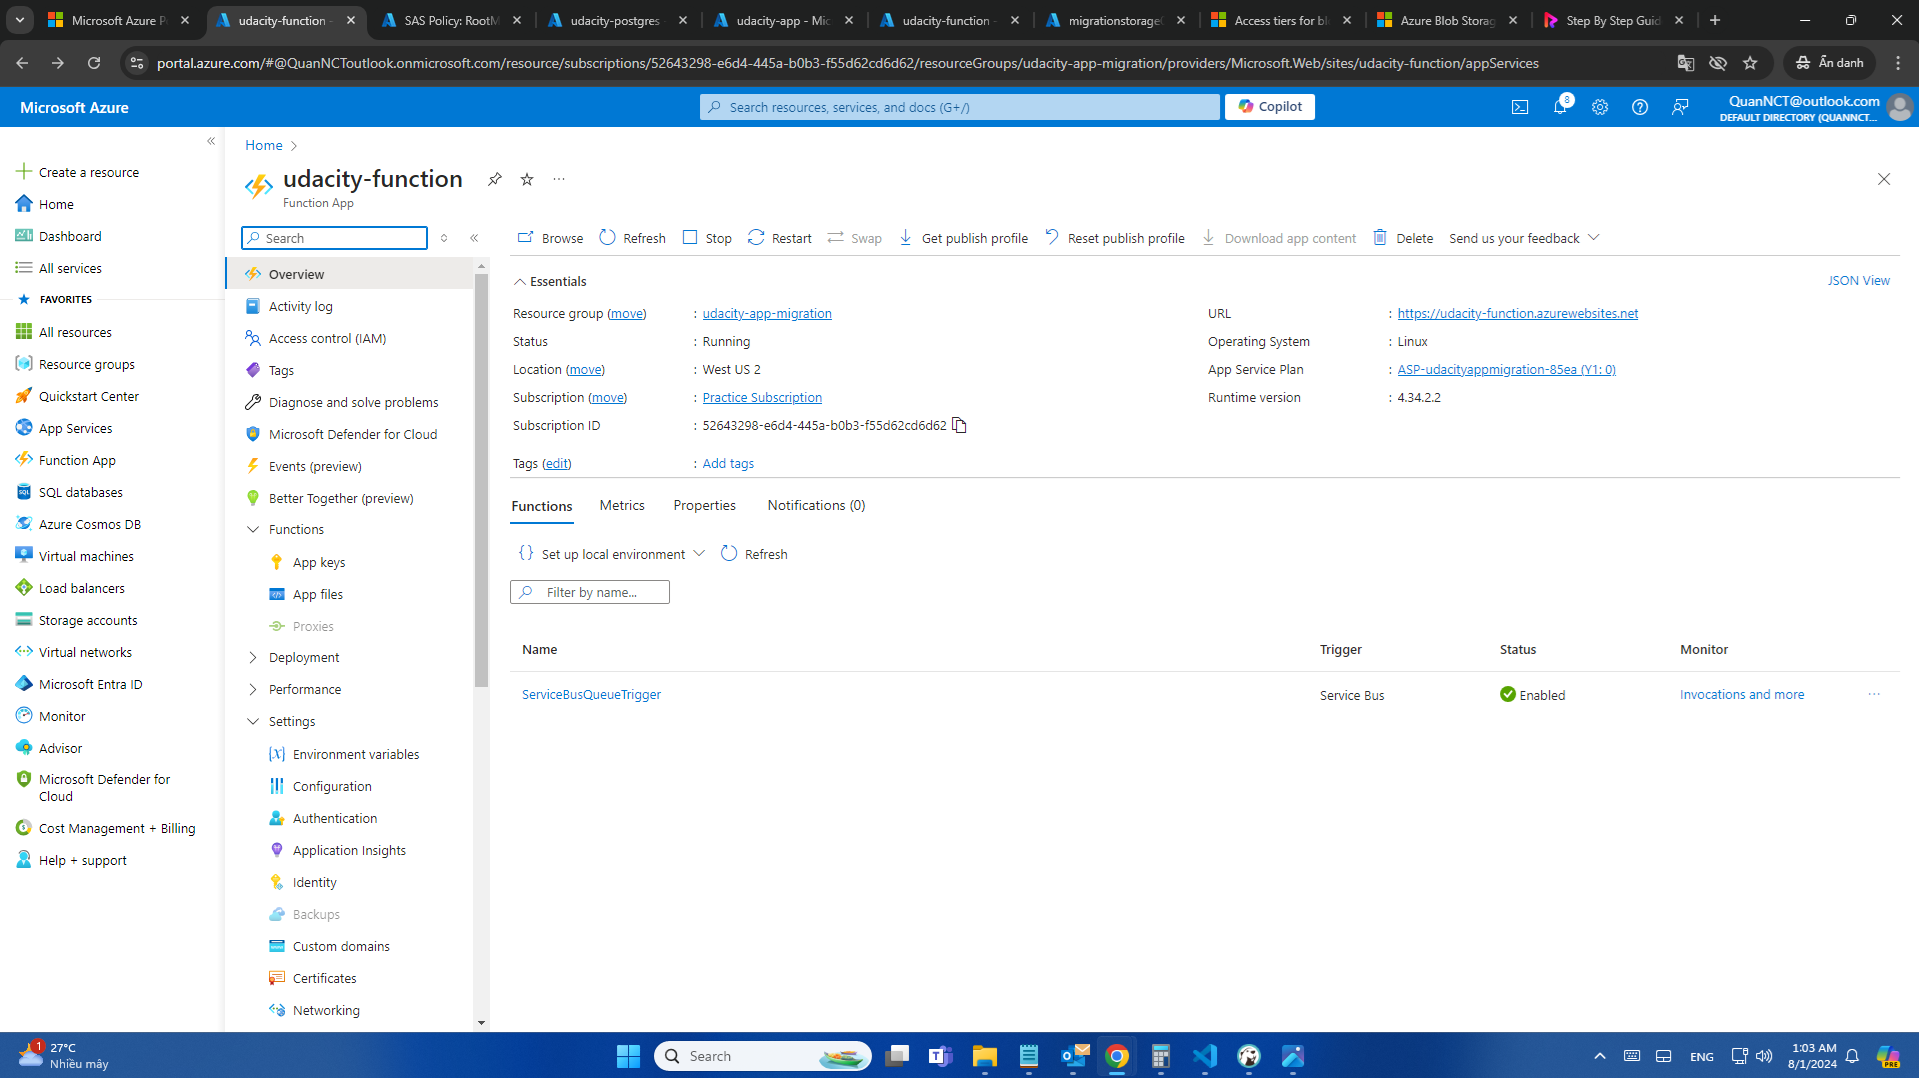 Microsoft Azure P
udacity-function -
SAS Policy: RootM
udacity-postgres -
udacity-app - Mic
udacity-function -
migrationstorage
Access tiers for bl
Azure Blob Storag
Step By Step Guid
portal.azure.com/#@QuanNCToutlook.onmicrosoft.com/resource/subscriptions/52643298-e6d4-445a-b0b3-f55d62cd6d62/resourceGroups/udacity-app-migration/providers/Microsoft.Web/sites/udacity-function/appServices
Ẩn danh
Microsoft Azure
Search resources, services, and docs (G+/)
Copilot
8
QuanNCT@outlook.com
DEFAULT DIRECTORY (QUANNCT...
Create a resource
Home
Dashboard
All services
FAVORITES
All resources
Resource groups
Quickstart Center
App Services
Function App
SQL databases
Azure Cosmos DB
Virtual machines
Load balancers
Storage accounts
Virtual networks
Microsoft Entra ID
Monitor
Advisor
Microsoft Defender for
Cloud
Cost Management + Billing
Help + support
Home
udacity-function
Function App
Search
Overview
Activity log
Access control (IAM)
Tags
Diagnose and solve problems
Microsoft Defender for Cloud
Events (preview)
Better Together (preview)
Functions
App keys
App files
Proxies
Deployment
Performance
Settings
Environment variables
Configuration
Authentication
Application Insights
Identity
Backups
Custom domains
Certificates
Networking
Browse
Refresh
Stop
Restart
Swap
Get publish profile
Reset publish profile
Download app content
Delete
Send us your feedback
Essentials
JSON View
Resource group (move) : udacity-app-migration
Status : Running
Location (move) : West US 2
Subscription (move) : Practice Subscription
Subscription ID : 52643298-e6d4-445a-b0b3-f55d62cd6d62
Tags (edit) : Add tags
URL : https://udacity-function.azurewebsites.net
Operating System : Linux
App Service Plan : ASP-udacityappmigration-85ea (Y1: 0)
Runtime version : 4.34.2.2
Functions
Metrics
Properties
Notifications (0)
Set up local environment
Refresh
Filter by name...
Name Trigger Status Monitor
ServiceBusQueueTrigger Service Bus Enabled Invocations and more
1
27°C
Nhiều mây
Search
ENG
1:03 AM
8/1/2024
PRE